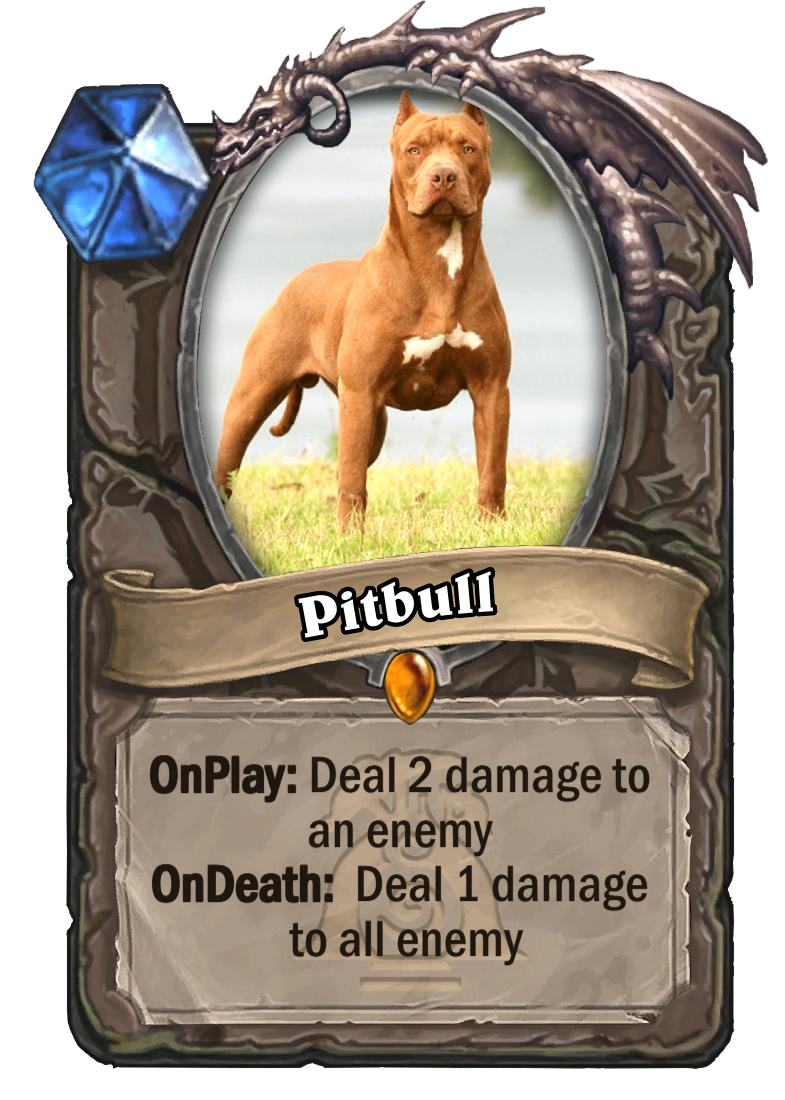 Pitbull
OnPlay: Deal 2 damage to
an enemy
OnDeath: Deal 1 damage
to all enemy